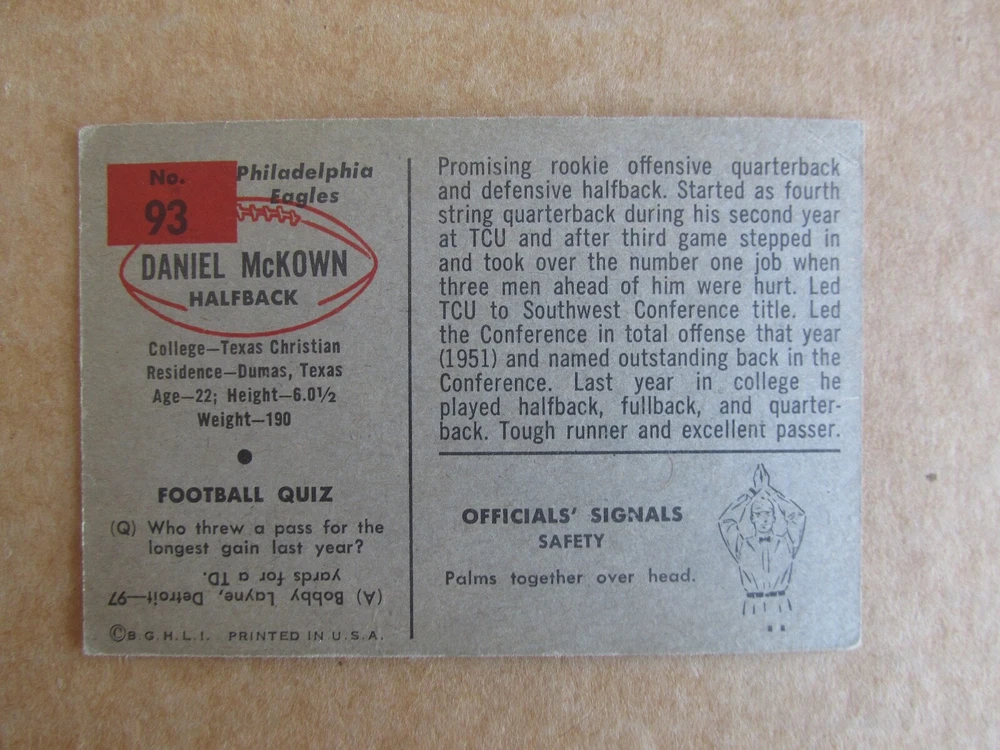 No.
93
Philadelphia
Eagles
DANIEL McKOWN
HALFBACK
College—Texas Christian
Residence—Dumas, Texas
Age—22; Height—6.0½
Weight—190
FOOTBALL QUIZ
(Q) Who threw a pass for the
longest gain last year?
(A) Bobby Layne, Detroit—97
yards for a TD.
©B.G.H.L.I. PRINTED IN U.S.A.
Promising rookie offensive quarterback
and defensive halfback. Started as fourth
string quarterback during his second year
at TCU and after third game stepped in
and took over the number one job when
three men ahead of him were hurt. Led
TCU to Southwest Conference title. Led
the Conference in total offense that year
(1951) and named outstanding back in the
Conference. Last year in college he
played halfback, fullback, and quarter-
back. Tough runner and excellent passer.
OFFICIALS' SIGNALS
SAFETY
Palms together over head.